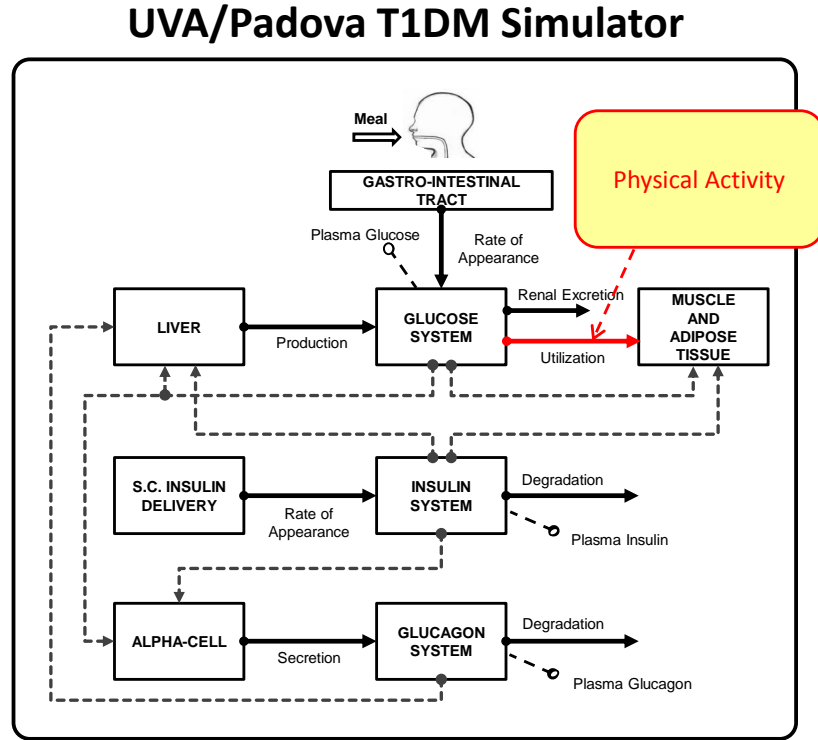 UVA/Padova T1DM Simulator
Meal
Physical Activity
GASTRO-INTESTINAL
TRACT
Plasma Glucose
Rate of
Appearance
Renal Excretion
LIVER
Production
GLUCOSE
SYSTEM
Utilization
MUSCLE
AND
ADIPOSE
TISSUE
S.C. INSULIN
DELIVERY
Rate of
Appearance
INSULIN
SYSTEM
Degradation
Plasma Insulin
ALPHA-CELL
Secretion
GLUCAGON
SYSTEM
Degradation
Plasma Glucagon